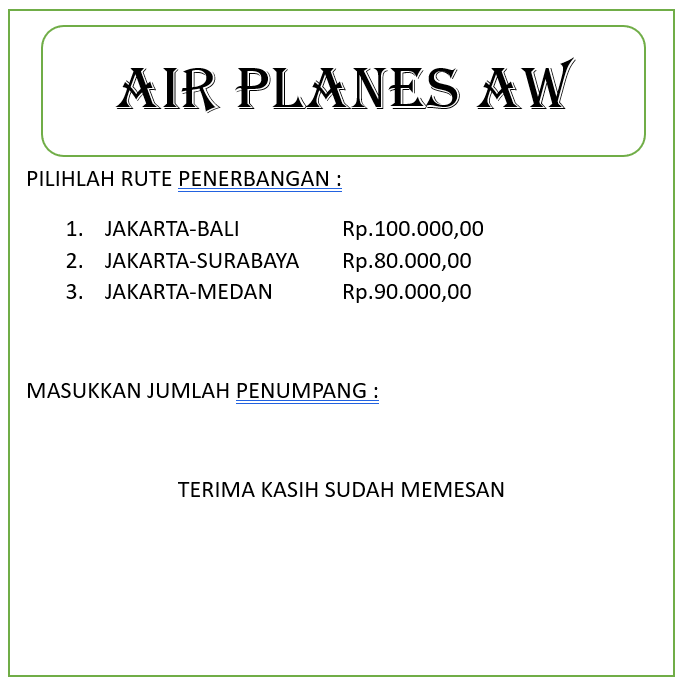 AIR PLANES AW
PILIHLAH RUTE PENERBANGAN :
1. JAKARTA-BALI Rp.100.000,00
2. JAKARTA-SURABAYA Rp.80.000,00
3. JAKARTA-MEDAN Rp.90.000,00
MASUKKAN JUMLAH PENUMPANG :
TERIMA KASIH SUDAH MEMESAN